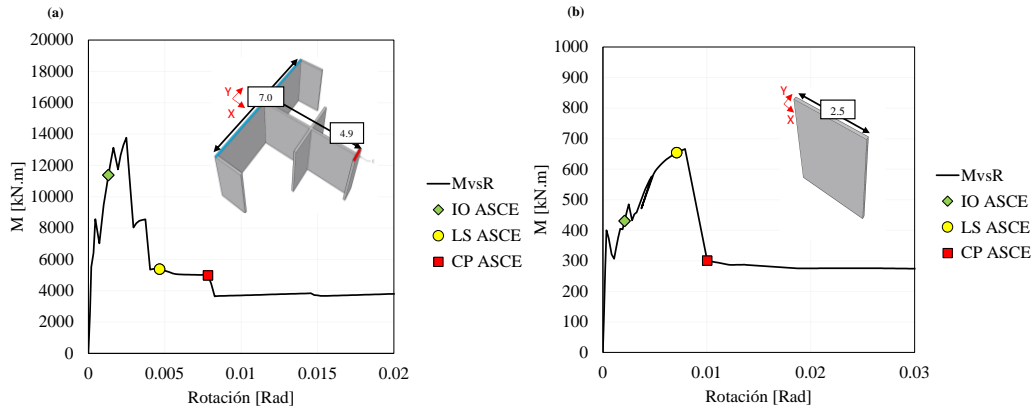 (a)
20000
18000
16000
14000
12000
10000
8000
6000
4000
2000
0
M [kN.m]
0 0.005 0.01 0.015 0.02
Rotación [Rad]
Y
X
7.0
4.9
MvsR
IO ASCE
LS ASCE
CP ASCE
(b)
1000
900
800
700
600
500
400
300
200
100
0
M [kN.m]
0 0.01 0.02 0.03
Rotación [Rad]
Y
X
2.5
MvsR
IO ASCE
LS ASCE
CP ASCE